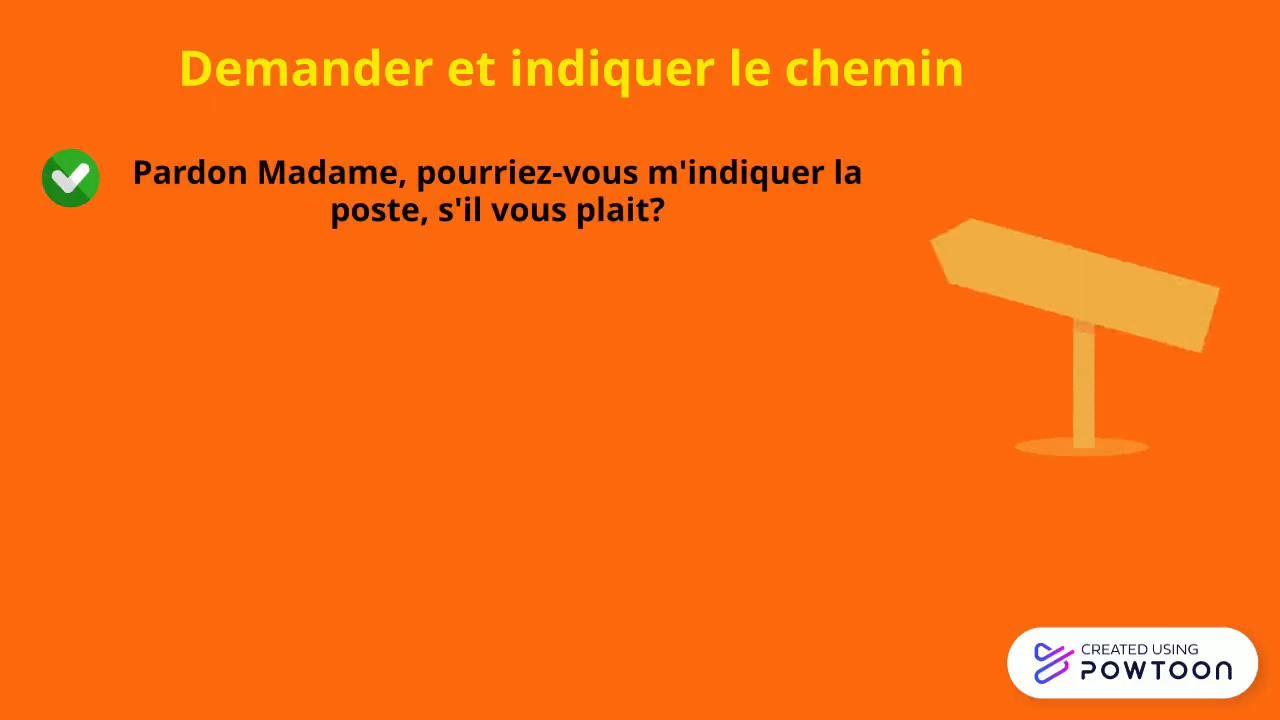 Demander et indiquer le chemin
Pardon Madame, pourriez-vous m'indiquer la
poste, s'il vous plait?
CREATED USING
POWTOON